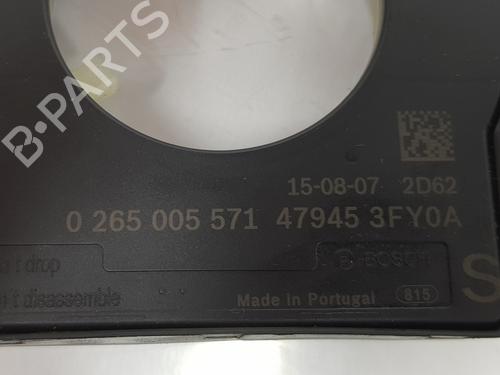 B-PARTS
15-08-07 2D62
0 265 005 571 47945 3FY0A
't drop
BOSCH
't disassemble
Made in Portugal 815
S